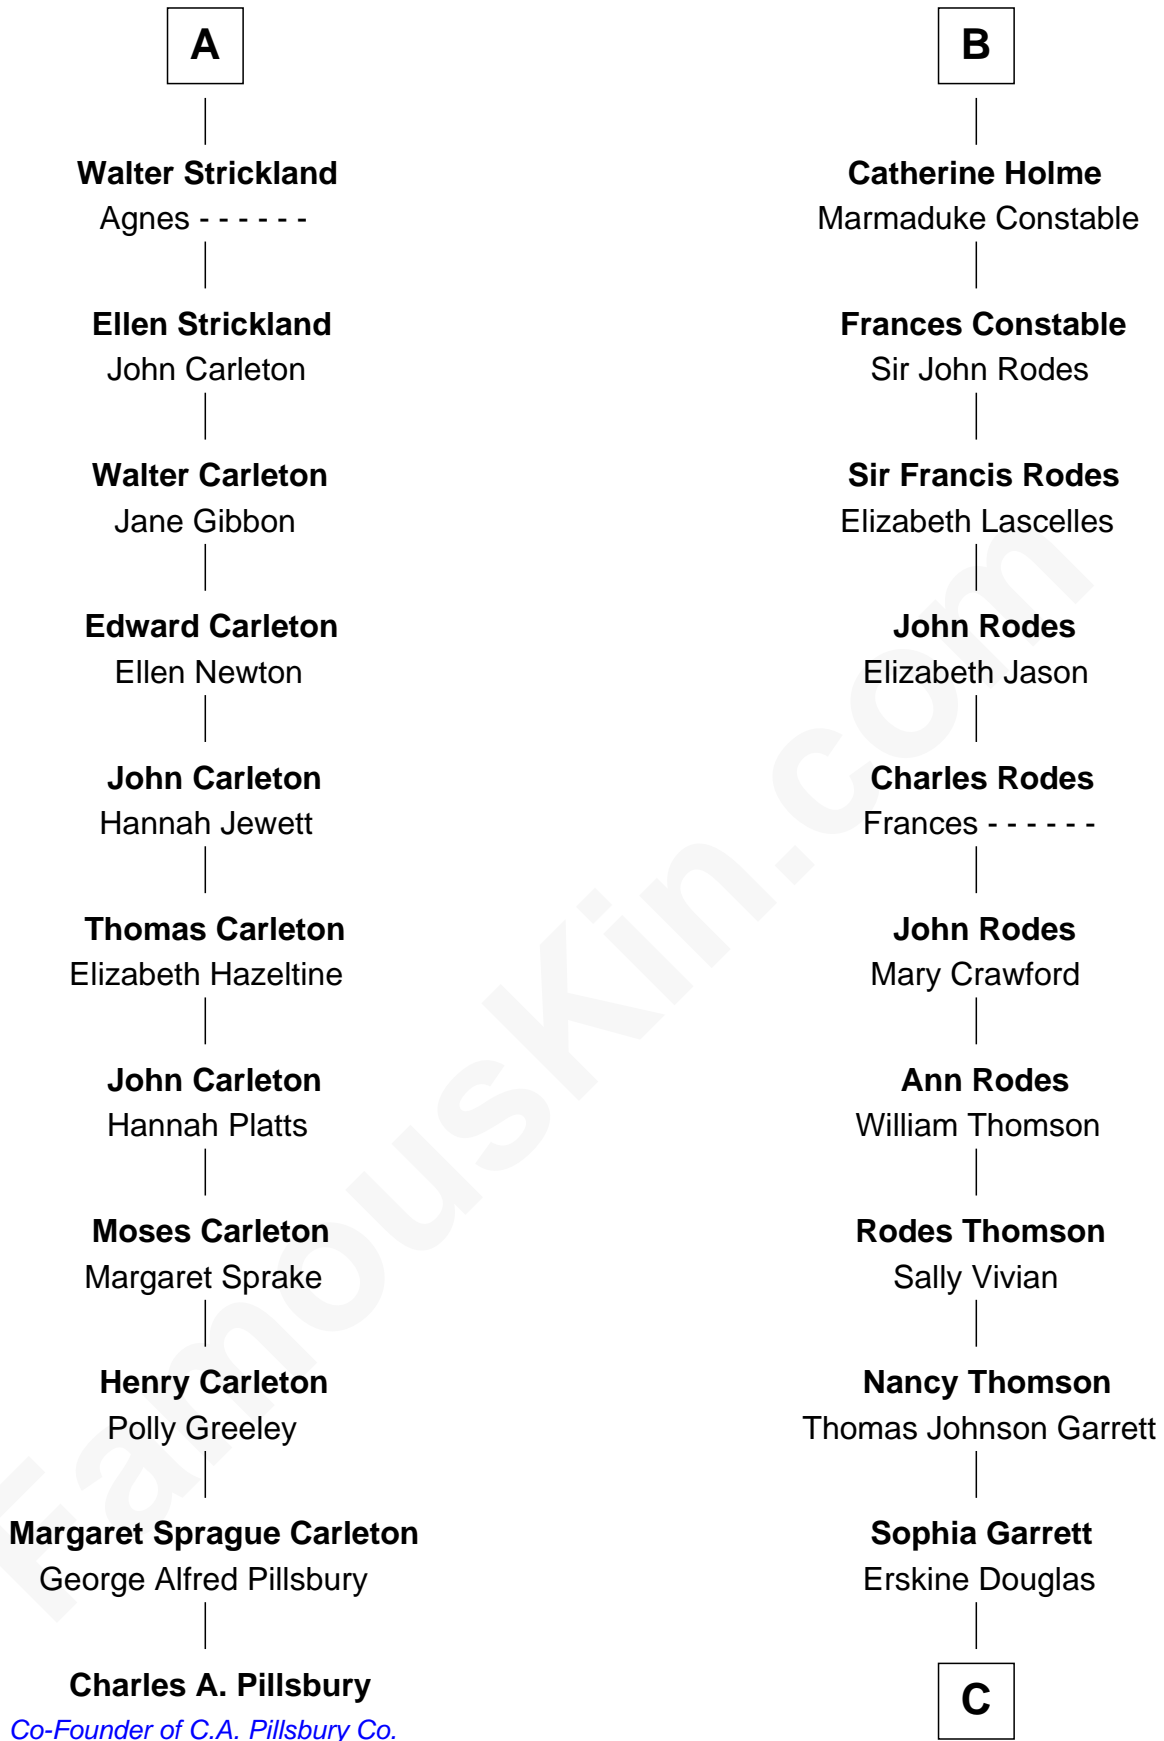 A
Walter Strickland
Agnes - - - - - -
Ellen Strickland
John Carleton
Walter Carleton
Jane Gibbon
Edward Carleton
Ellen Newton
John Carleton
Hannah Jewett
Thomas Carleton
Elizabeth Hazeltine
John Carleton
Hannah Platts
Moses Carleton
Margaret Sprake
Henry Carleton
Polly Greeley
Margaret Sprague Carleton
George Alfred Pillsbury
Charles A. Pillsbury
Co-Founder of C.A. Pillsbury Co.
B
Catherine Holme
Marmaduke Constable
Frances Constable
Sir John Rodes
Sir Francis Rodes
Elizabeth Lascelles
John Rodes
Elizabeth Jason
Charles Rodes
Frances - - - - - -
John Rodes
Mary Crawford
Ann Rodes
William Thomson
Rodes Thomson
Sally Vivian
Nancy Thomson
Thomas Johnson Garrett
Sophia Garrett
Erskine Douglas
C
FamousKin.com